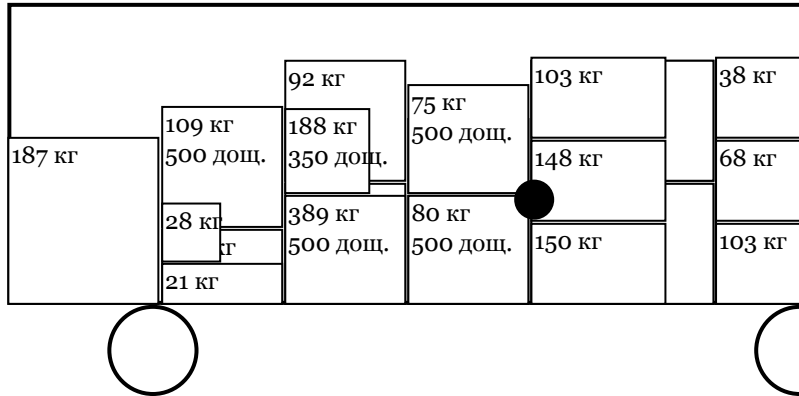 187 кг
109 кг
500 дощ.
28 кг
кг
21 кг
92 кг
188 кг
350 дощ.
389 кг
500 дощ.
75 кг
500 дощ.
80 кг
500 дощ.
103 кг
148 кг
150 кг
38 кг
68 кг
103 кг